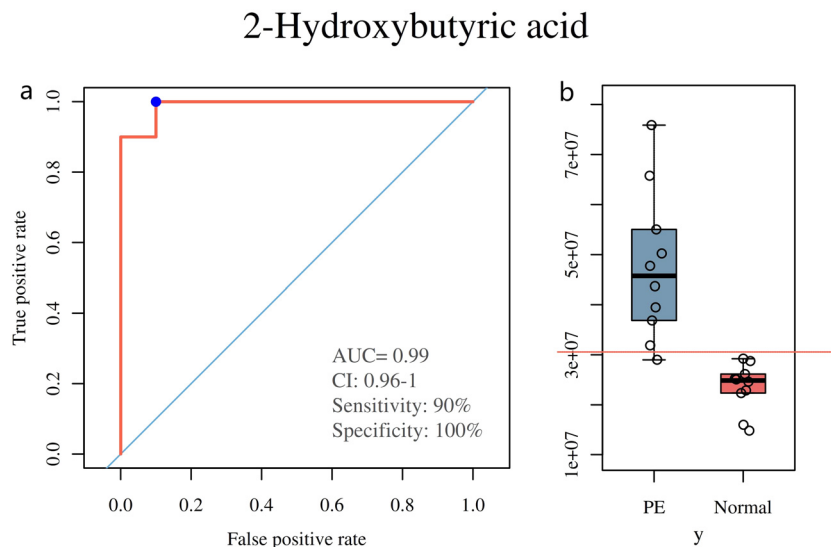 2-Hydroxybutyric acid
a
True positive rate
1.0
0.8
0.6
0.4
0.2
0.0
AUC= 0.99
CI: 0.96-1
Sensitivity: 90%
Specificity: 100%
0.0 0.2 0.4 0.6 0.8 1.0
False positive rate
b
7e+07
5e+07
3e+07
1e+07
PE Normal
y